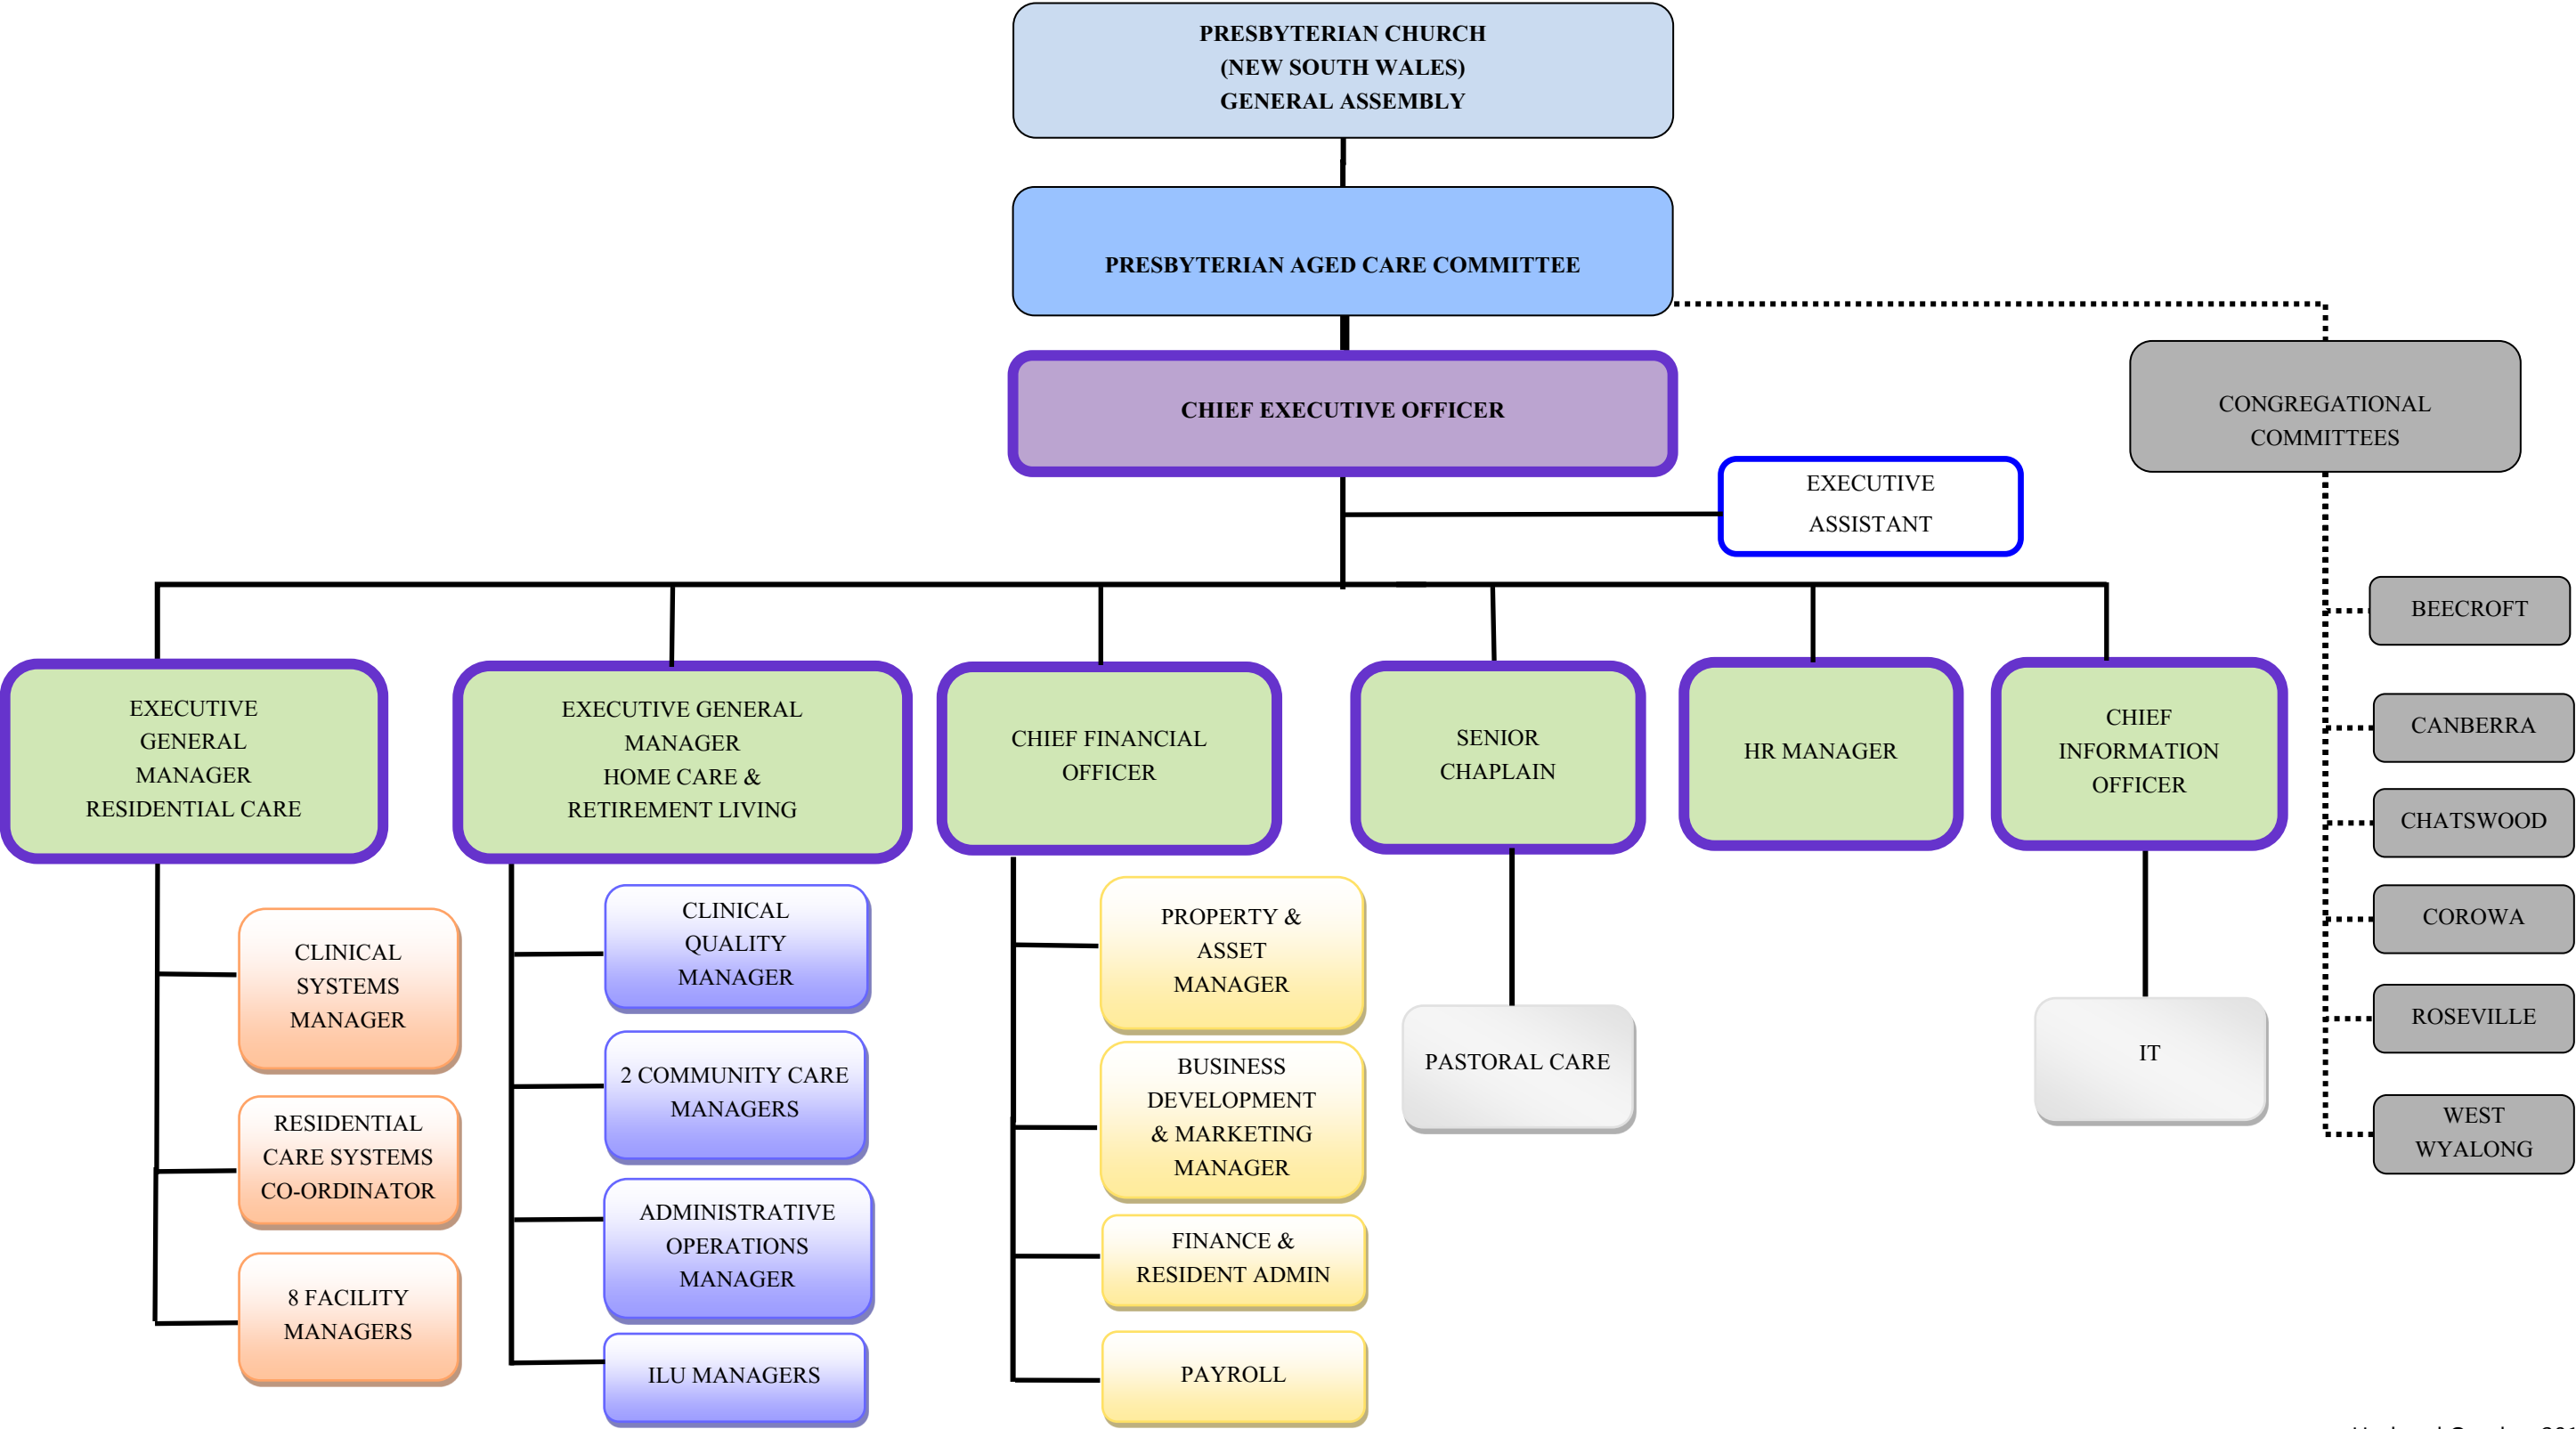 PRESBYTERIAN CHURCH
(NEW SOUTH WALES)
GENERAL ASSEMBLY
PRESBYTERIAN AGED CARE COMMITTEE
CHIEF EXECUTIVE OFFICER
CONGREGATIONAL
COMMITTEES
EXECUTIVE
ASSISTANT
EXECUTIVE
GENERAL
MANAGER
RESIDENTIAL CARE
EXECUTIVE GENERAL
MANAGER
HOME CARE &
RETIREMENT LIVING
CHIEF FINANCIAL
OFFICER
SENIOR
CHAPLAIN
HR MANAGER
CHIEF
INFORMATION
OFFICER
CLINICAL
SYSTEMS
MANAGER
RESIDENTIAL
CARE SYSTEMS
CO-ORDINATOR
8 FACILITY
MANAGERS
CLINICAL
QUALITY
MANAGER
2 COMMUNITY CARE
MANAGERS
ADMINISTRATIVE
OPERATIONS
MANAGER
ILU MANAGERS
PROPERTY &
ASSET
MANAGER
BUSINESS
DEVELOPMENT
& MARKETING
MANAGER
FINANCE &
RESIDENT ADMIN
PAYROLL
PASTORAL CARE
IT
BEECROFT
CANBERRA
CHATSWOOD
COROWA
ROSEVILLE
WEST
WYALONG